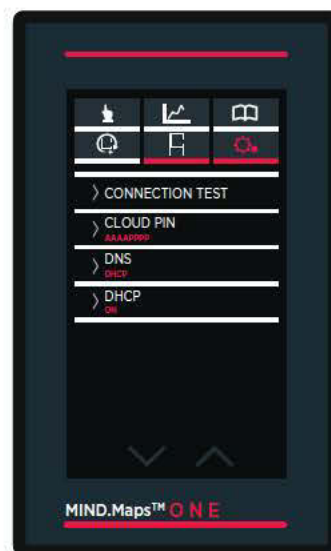 CONNECTION TEST
CLOUD PIN
AAAAPPPP
DNS
DHCP
DHCP
ON
MIND.Maps™ ONE